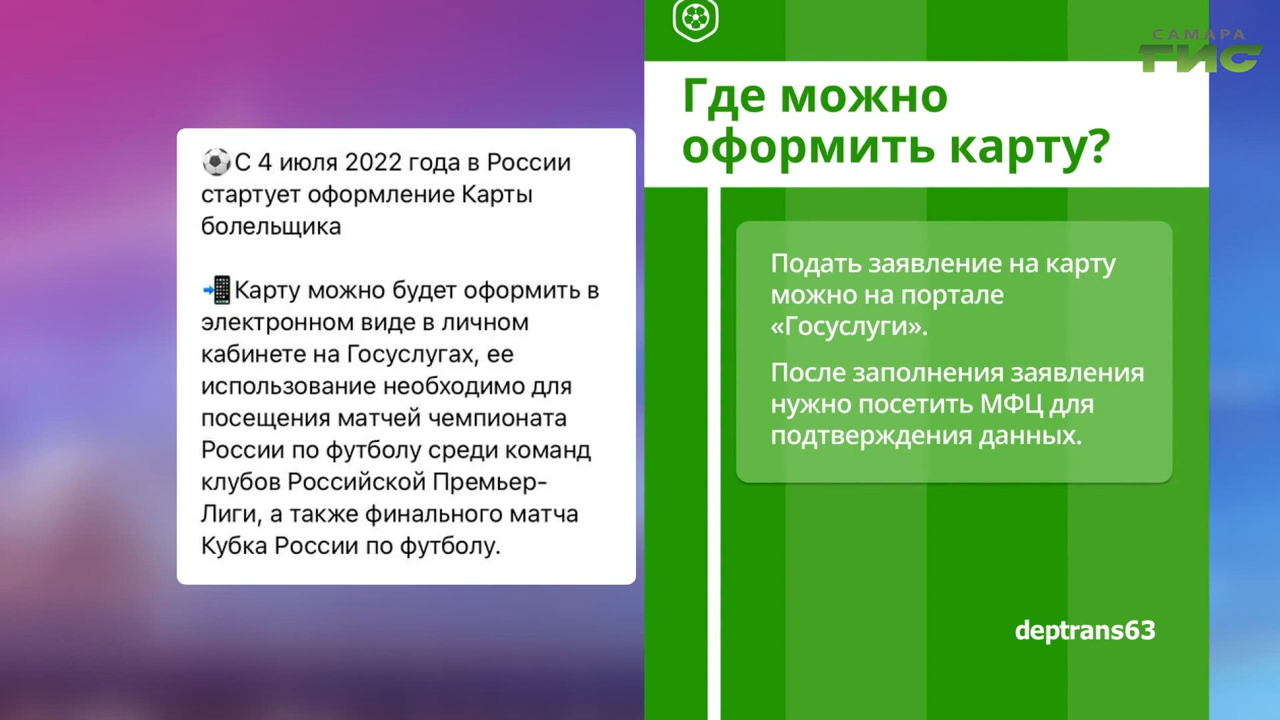 ⚽С 4 июля 2022 года в России
стартует оформление Карты
болельщика
📲Карту можно будет оформить в
электронном виде в личном
кабинете на Госуслугах, ее
использование необходимо для
посещения матчей чемпионата
России по футболу среди команд
клубов Российской Премьер-
Лиги, а также финального матча
Кубка России по футболу.
САМАРА
ГИС
Где можно
оформить карту?
Подать заявление на карту
можно на портале
«Госуслуги».
После заполнения заявления
нужно посетить МФЦ для
подтверждения данных.
deptrans63